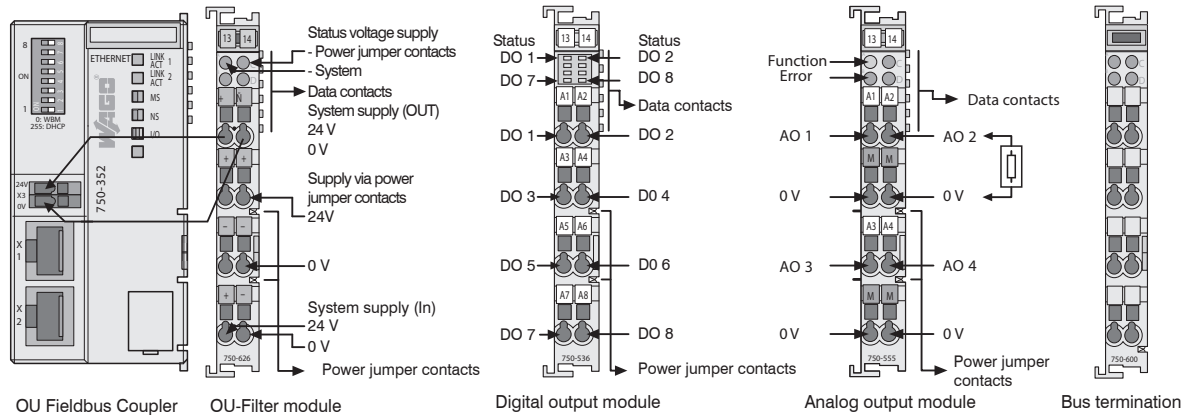 8
ON
1
0: WBM
255: DHCP
ETHERNET
LINK 1
ACT
LINK 2
ACT
MS
NS
I/O
WAGO®
750-352
24V
X3
0V
X
1
X
2
OU Fieldbus Coupler
13 14
Status voltage supply
- Power jumper contacts
- System
Data contacts
System supply (OUT)
24 V
0 V
+ +
Supply via power
jumper contacts
24V
– –
0 V
+ –
System supply (In)
24 V
0 V
750-626
Power jumper contacts
OU-Filter module
13 14
Status Status
DO 1 DO 2
DO 7 DO 8
A1 A2
Data contacts
DO 1 DO 2
A3 A4
DO 3 D0 4
A5 A6
DO 5 D0 6
A7 A8
DO 7 DO 8
750-536
Power jumper contacts
Digital output module
13 14
Function
Error
C
D
A1 A2
Data contacts
AO 1 AO 2
M M
0 V 0 V
A3 A4
AO 3 AO 4
M M
0 V 0 V
750-555
Power jumper
contacts
Analog output module
C
D
750-600
Bus termination